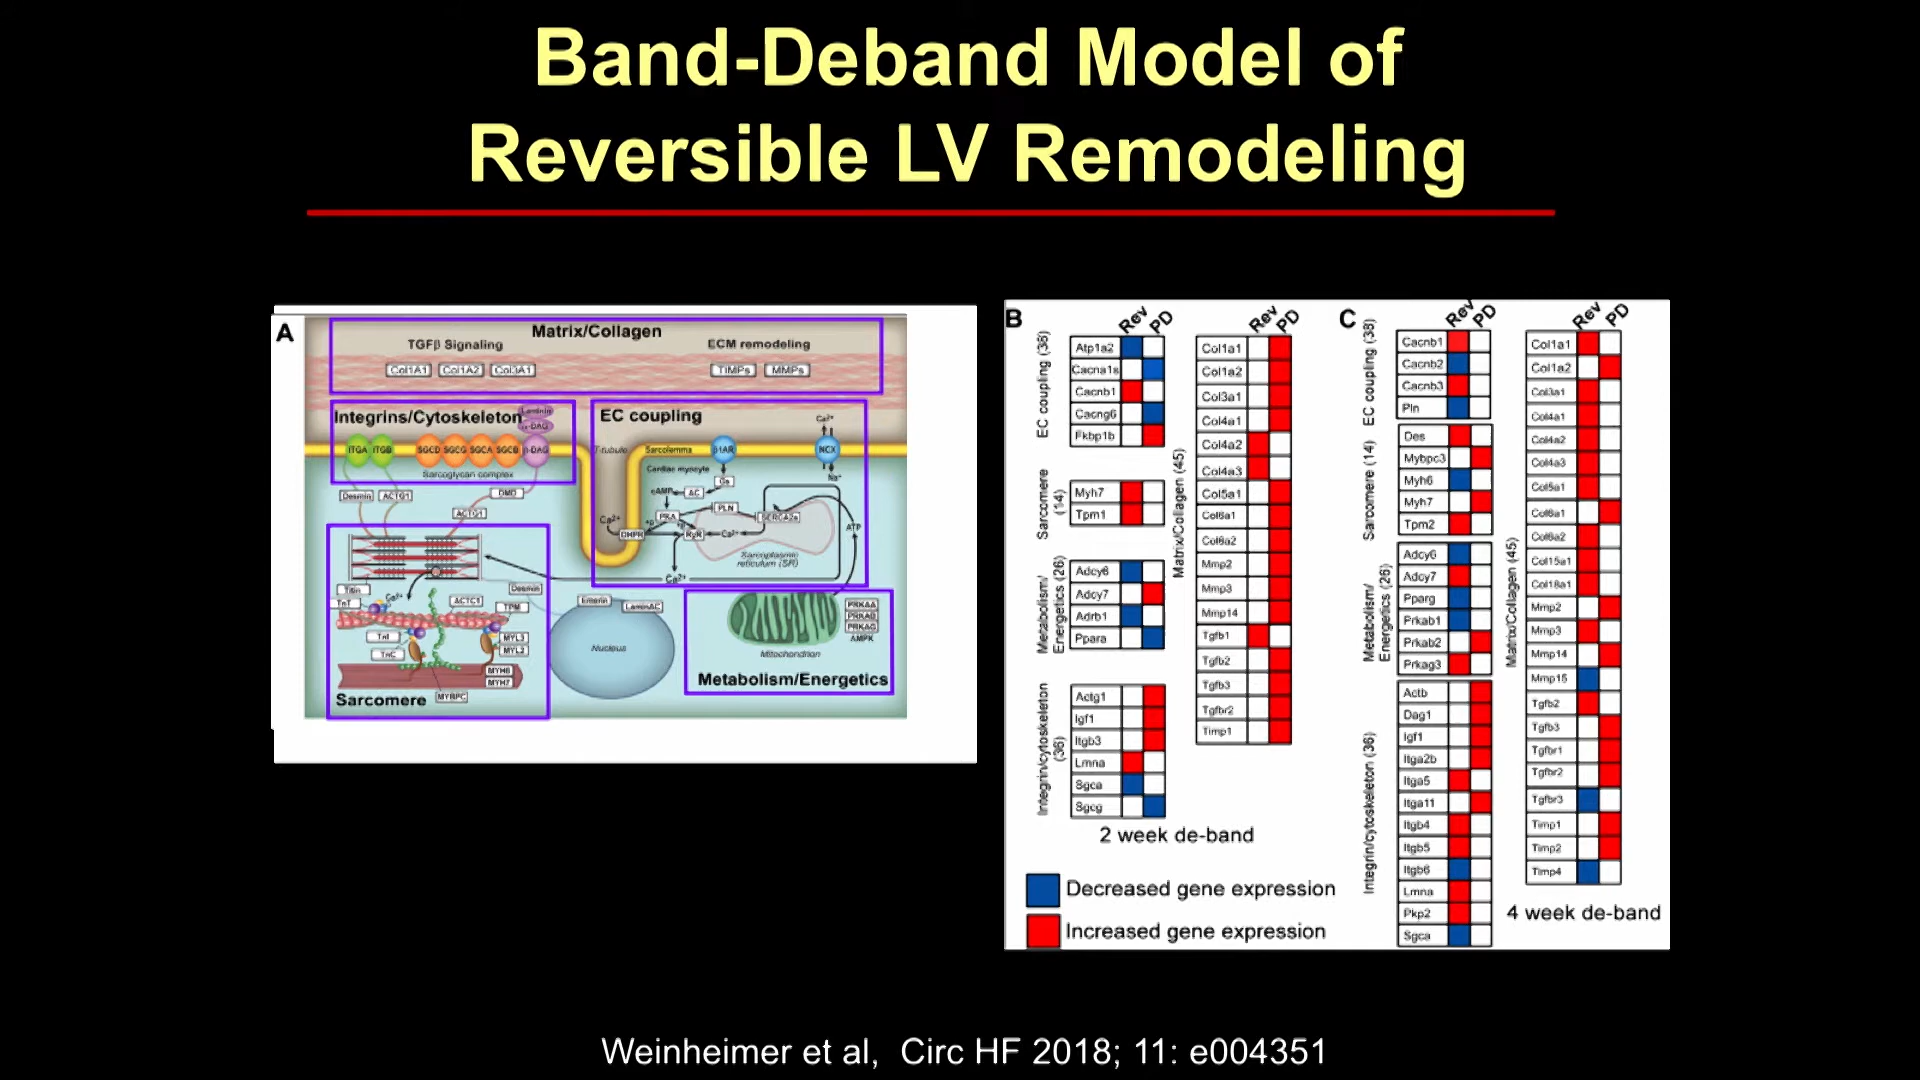 Band-Deband Model of
Reversible LV Remodeling
A
Matrix/Collagen
TGFβ Signaling
ECM remodeling
Col1A1 Col1A2 Col3A1
TIMPs MMPs
Integrins/Cytoskeleton
Laminin
α-DAG
EC coupling
Ca²⁺
ITGA ITGB SGCD SGCG SGCA SGCB
T-tubule
Sarcolemma
β1AR
NCX
Sarcoglycan complex
Cardiac myocyte
Na⁺
Gs
cAMP AC
Desmin ACTG1 DMD
ACTG1
PLN
PKA
SERCA2a
Ca²⁺
ATP
DHPR
RyR
Ca²⁺
Sarcoplasmic
reticulum (SR)
Ca²⁺
Titin
TnT
Ca²⁺
ACTC1
TPM
Desmin
Emerin
LaminAC
PRKAA
PRKAB
PRKAG
AMPK
TnI
TnC
MYL3
MYL2
Nucleus
Mitochondrion
MYH6
MYH7
MYBPC
Sarcomere
Metabolism/Energetics
B
Rev PD
EC coupling (38)
Atp1a2
Cacna1s
Cacnb1
Cacng6
Fkbp1b
Sarcomere
(14)
Myh7
Tpm1
Metabolism/
Energetics (26)
Adcy6
Adcy7
Adrb1
Ppara
Integrin/cytoskeleton
(36)
Actg1
Igf1
Itgb3
Lmna
Sgca
Sgcg
Rev PD
Matrix/Collagen (45)
Col1a1
Col1a2
Col3a1
Col4a1
Col4a2
Col4a3
Col5a1
Col6a1
Col6a2
Mmp2
Mmp3
Mmp14
Tgfb1
Tgfb2
Tgfb3
Tgfbr2
Timp1
2 week de-band
Decreased gene expression
Increased gene expression
C
Rev PD
EC coupling (38)
Cacnb1
Cacnb2
Cacnb3
Pln
Sarcomere (14)
Des
Mybpc3
Myh6
Myh7
Tpm2
Metabolism/
Energetics (26)
Adcy6
Adcy7
Pparg
Prkab1
Prkab2
Prkag3
Integrin/cytoskeleton (36)
Actb
Dag1
Igf1
Itga2b
Itga5
Itga11
Itgb4
Itgb5
Itgb6
Lmna
Pkp2
Sgca
Rev PD
Matrix/Collagen (45)
Col1a1
Col1a2
Col3a1
Col4a1
Col4a2
Col4a3
Col5a1
Col6a1
Col6a2
Col15a1
Col18a1
Mmp2
Mmp3
Mmp14
Mmp15
Tgfb2
Tgfb3
Tgfbr1
Tgfbr2
Tgfbr3
Timp1
Timp2
Timp4
4 week de-band
Weinheimer et al, Circ HF 2018; 11: e004351